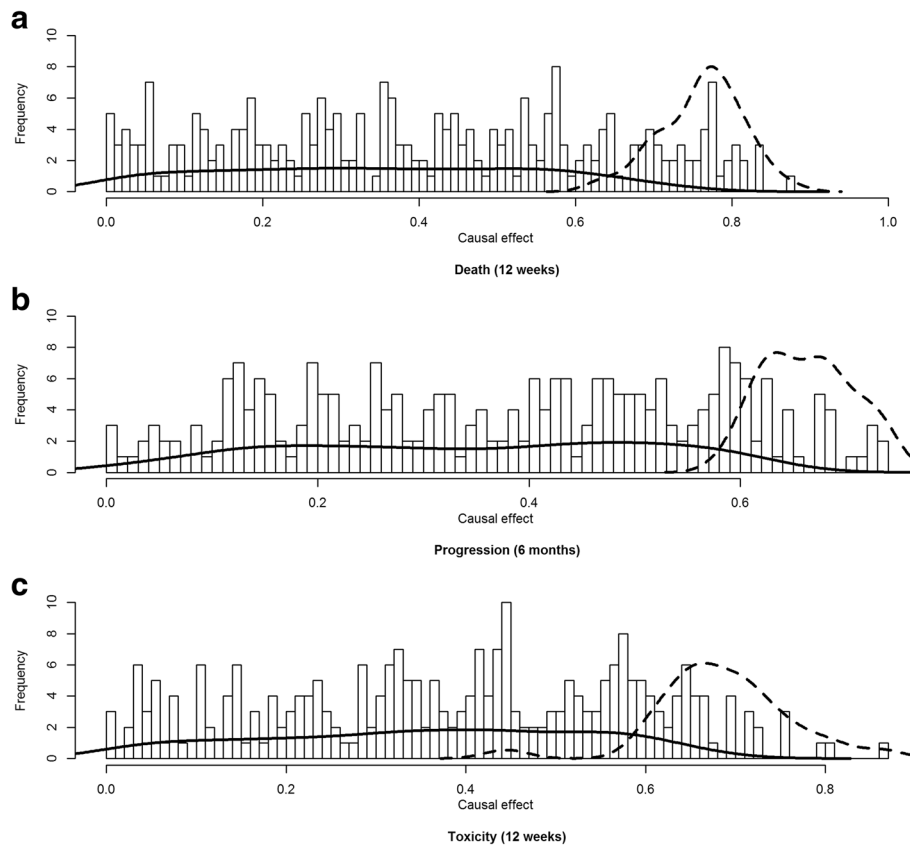 a
10
8
6
4
2
0
Frequency
0.0 0.2 0.4 0.6 0.8 1.0
Causal effect
Death (12 weeks)
b
10
8
6
4
2
0
Frequency
0.0 0.2 0.4 0.6
Causal effect
Progression (6 months)
c
10
8
6
4
2
0
Frequency
0.0 0.2 0.4 0.6 0.8
Causal effect
Toxicity (12 weeks)